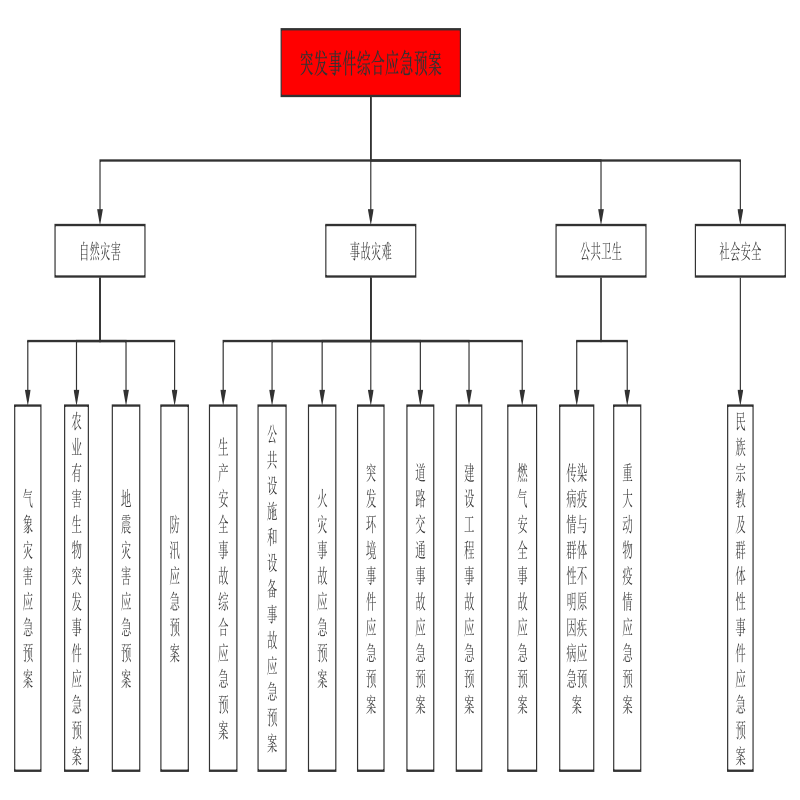 突发事件综合应急预案
自然灾害
事故灾难
公共卫生
社会安全
气象灾害应急预案
农业有害生物突发事件应急预案
地震灾害应急预案
防汛应急预案
生产安全事故综合应急预案
公共设施和设备事故应急预案
火灾事故应急预案
突发环境事件应急预案
道路交通事故应急预案
建设工程事故应急预案
燃气安全事故应急预案
传染病疫情与群体性不明原因疾病应急预案
重大动物疫情应急预案
民族宗教及群体性事件应急预案